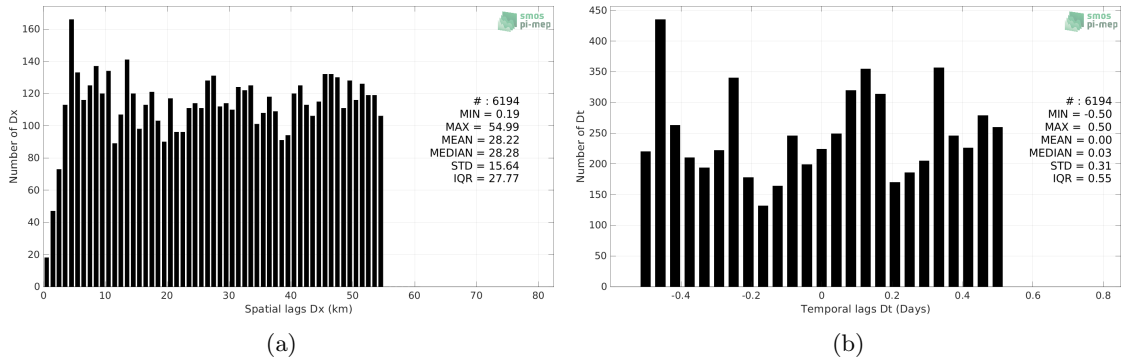 160
140
120
100
80
60
40
20
0
Number of Dx
0 10 20 30 40 50 60 70 80
Spatial lags Dx (km)
smos
pi-mep
# : 6194
MIN = 0.19
MAX = 54.99
MEAN = 28.22
MEDIAN = 28.28
STD = 15.64
IQR = 27.77
(a)
450
400
350
300
250
200
150
100
50
0
Number of Dt
-0.4 -0.2 0 0.2 0.4 0.6 0.8
Temporal lags Dt (Days)
smos
pi-mep
# : 6194
MIN = -0.50
MAX = 0.50
MEAN = 0.00
MEDIAN = 0.03
STD = 0.31
IQR = 0.55
(b)